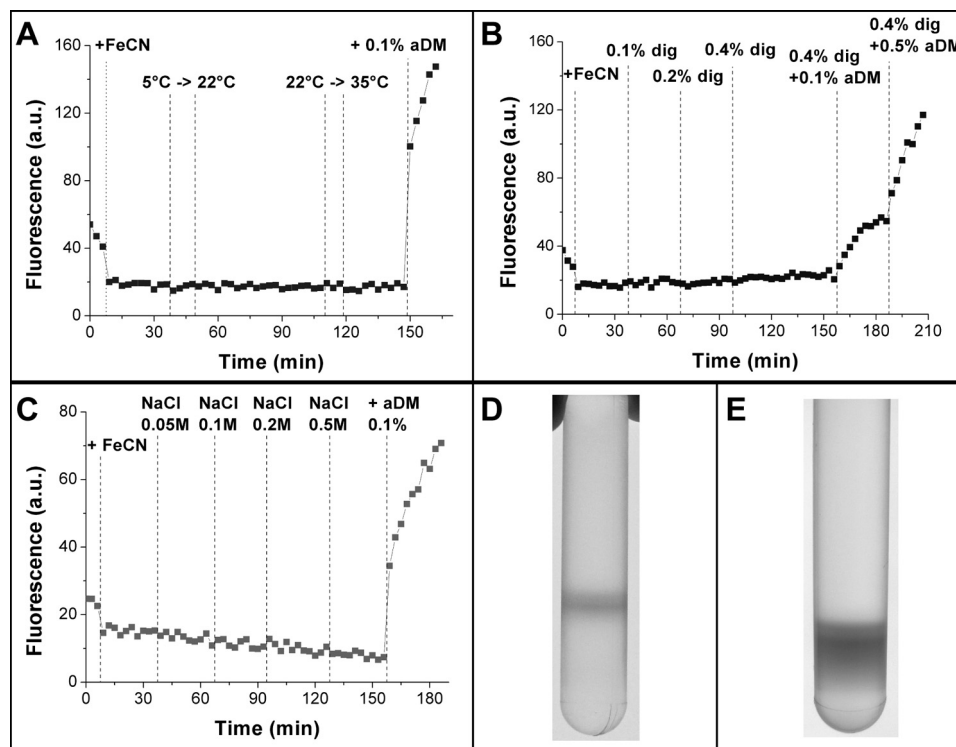 A
+FeCN
+ 0.1% aDM
5°C -> 22°C
22°C -> 35°C
160
120
80
40
0
Fluorescence (a.u.)
0 30 60 90 120 150
Time (min)
B
0.4% dig
+0.5% aDM
0.1% dig
0.4% dig
0.4% dig
+0.1% aDM
+FeCN
0.2% dig
160
120
80
40
0
Fluorescence (a.u.)
0 30 60 90 120 150 180 210
Time (min)
C
NaCl NaCl NaCl NaCl + aDM
0.05M 0.1M 0.2M 0.5M 0.1%
+ FeCN
80
60
40
20
0
Fluorescence (a.u.)
0 30 60 90 120 150 180
Time (min)
D
E